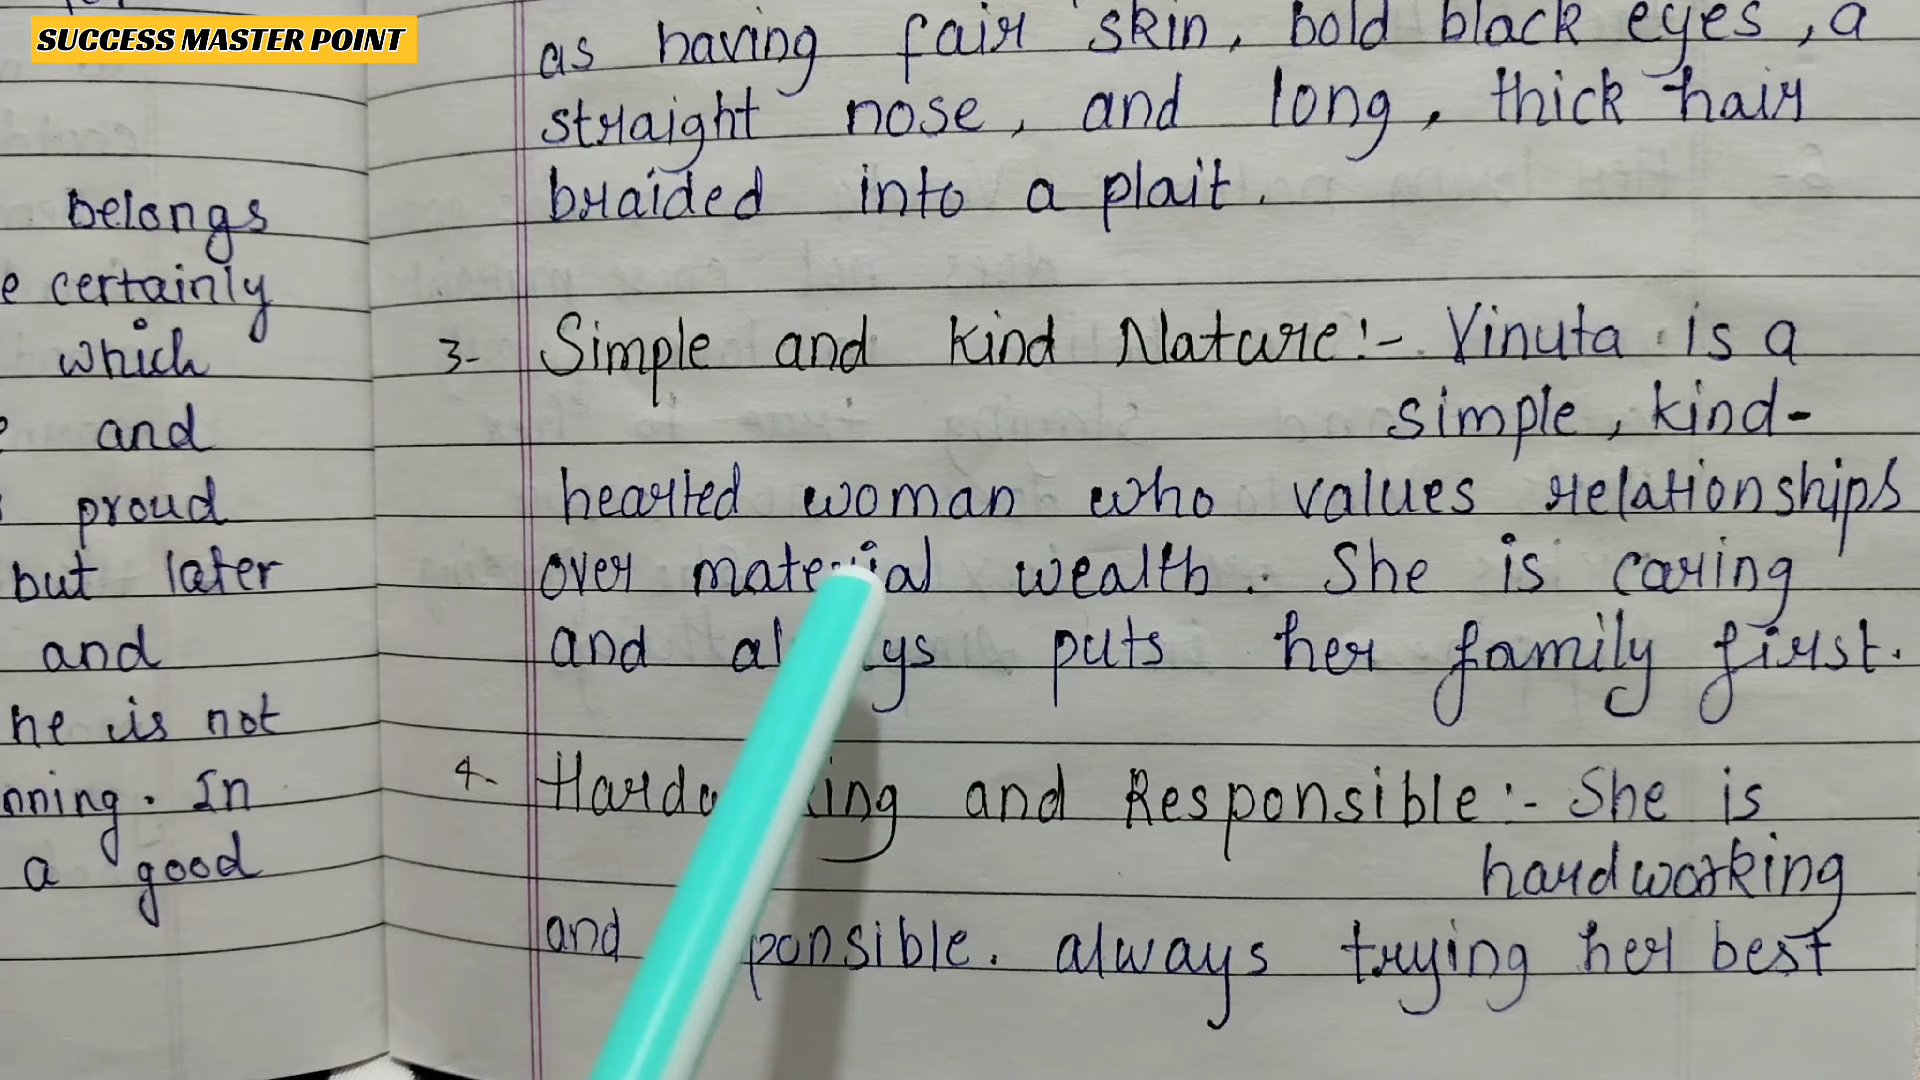 SUCCESS MASTER POINT
belongs
e certainly
which
and
proud
but later
and
he is not
nning. In
a good
as having fair skin, bold black eyes, a
straight nose, and long, thick hair
braided into a plait.
3- Simple and Kind Nature:- Vinuta is a
simple, kind-
hearted woman who values relationships
over material wealth. She is caring
and puts her family first.
4- and Responsible:- She is
hardworking
and always trying her best